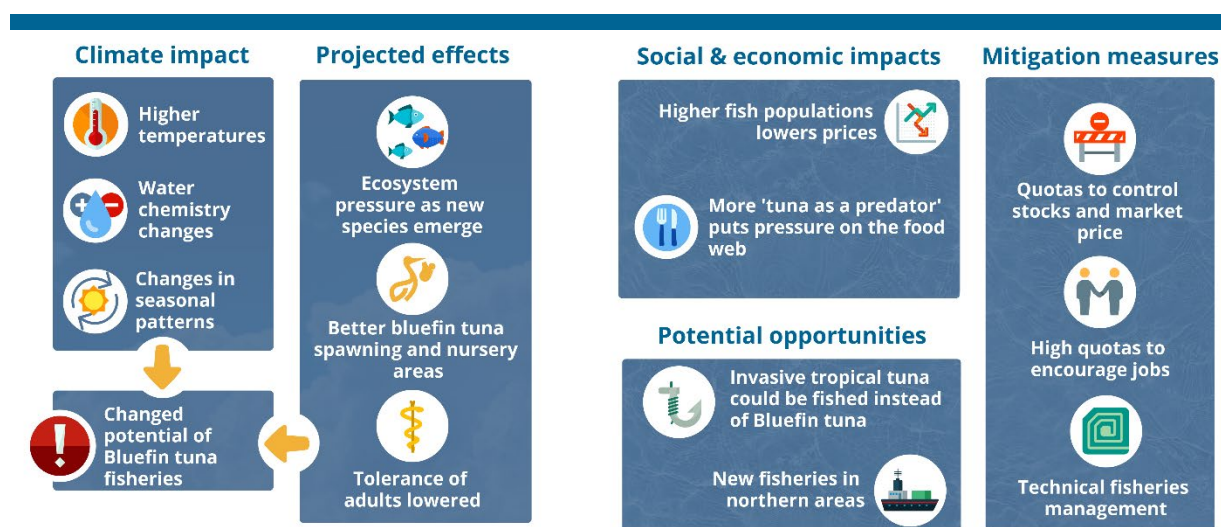 Climate impact
Higher
temperatures
Water
chemistry
changes
Changes in
seasonal
patterns
Changed
potential of
Bluefin tuna
fisheries
Projected effects
Ecosystem
pressure as new
species emerge
Better bluefin tuna
spawning and nursery
areas
Tolerance of
adults lowered
Social & economic impacts
Higher fish populations
lowers prices
More 'tuna as a predator'
puts pressure on the food
web
Potential opportunities
Invasive tropical tuna
could be fished instead
of Bluefin tuna
New fisheries in
northern areas
Mitigation measures
Quotas to control
stocks and market
price
High quotas to
encourage jobs
Technical fisheries
management